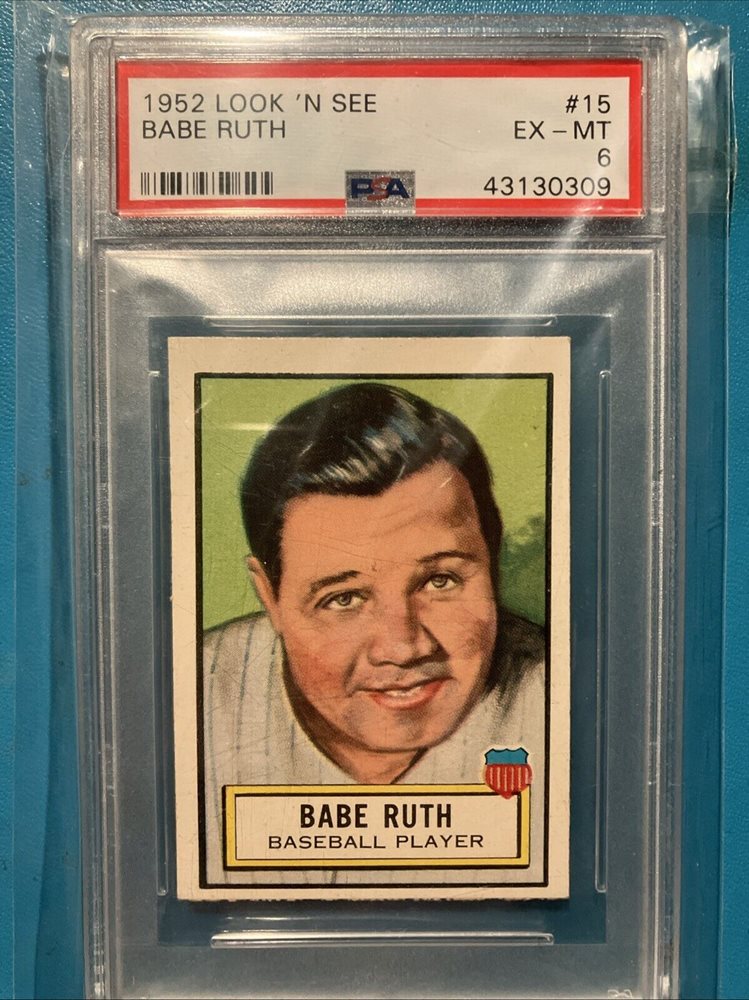 1952 LOOK 'N SEE #15
BABE RUTH EX - MT
6
PSA 43130309
BABE RUTH
BASEBALL PLAYER